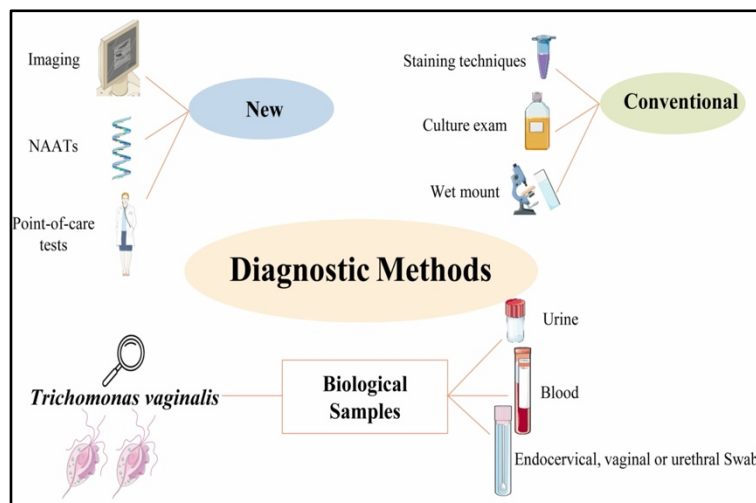 Imaging
NAATs
Point-of-care
tests
New
Staining techniques
Culture exam
Wet mount
Conventional
Diagnostic Methods
Trichomonas vaginalis
Biological
Samples
Urine
Blood
Endocervical, vaginal or urethral Swab